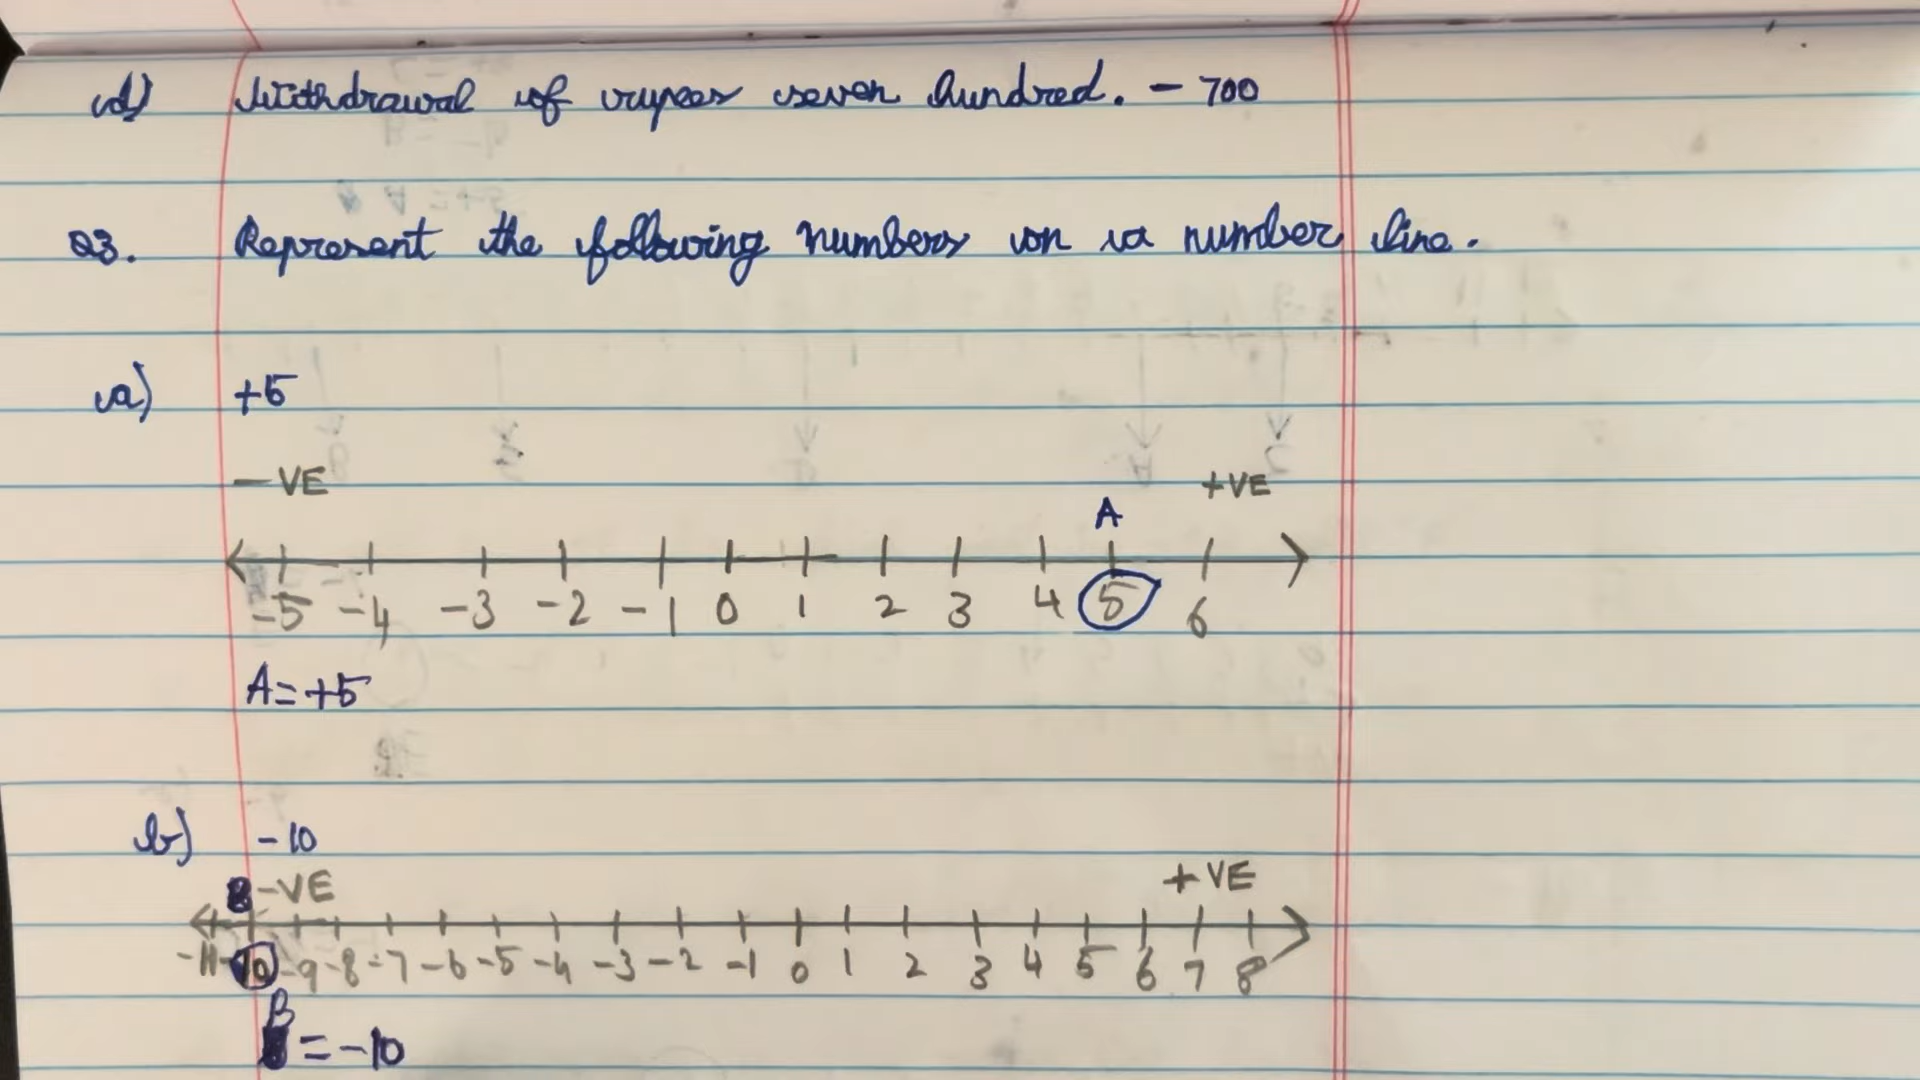 d) Withdrawal of rupees seven hundred. - 700
Q3. Represent the following numbers on a number line.
a) +5
-VE +VE
A
-5 -4 -3 -2 -1 0 1 2 3 4 5 6
A = +5
b) -10
B -VE +VE
-11 -10 -9 -8 -7 -6 -5 -4 -3 -2 -1 0 1 2 3 4 5 6 7 8
B = -10